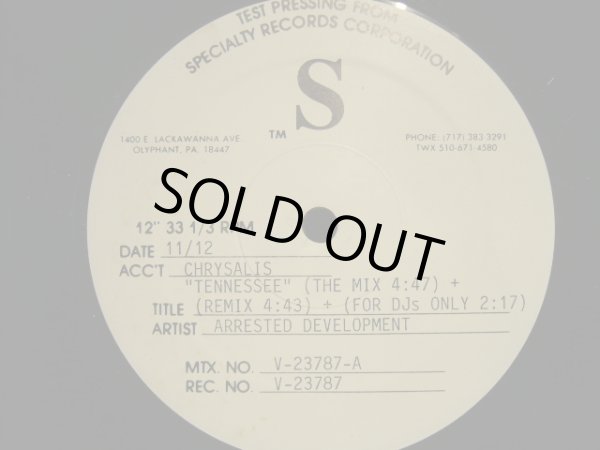 TEST PRESSING FROM
SPECIALTY RECORDS CORPORATION
S
TM
1400 E. LACKAWANNA AVE.
OLYPHANT, PA. 18447
PHONE: (717) 383 3291
TWX 510-671-4580
SOLD OUT
12" 33 1/3 RPM
DATE 11/12
ACC'T CHRYSALIS
"TENNESSEE" (THE MIX 4:47) +
TITLE (REMIX 4:43) + (FOR DJs ONLY 2:17)
ARTIST ARRESTED DEVELOPMENT
MTX. NO. V-23787-A
REC. NO. V-23787